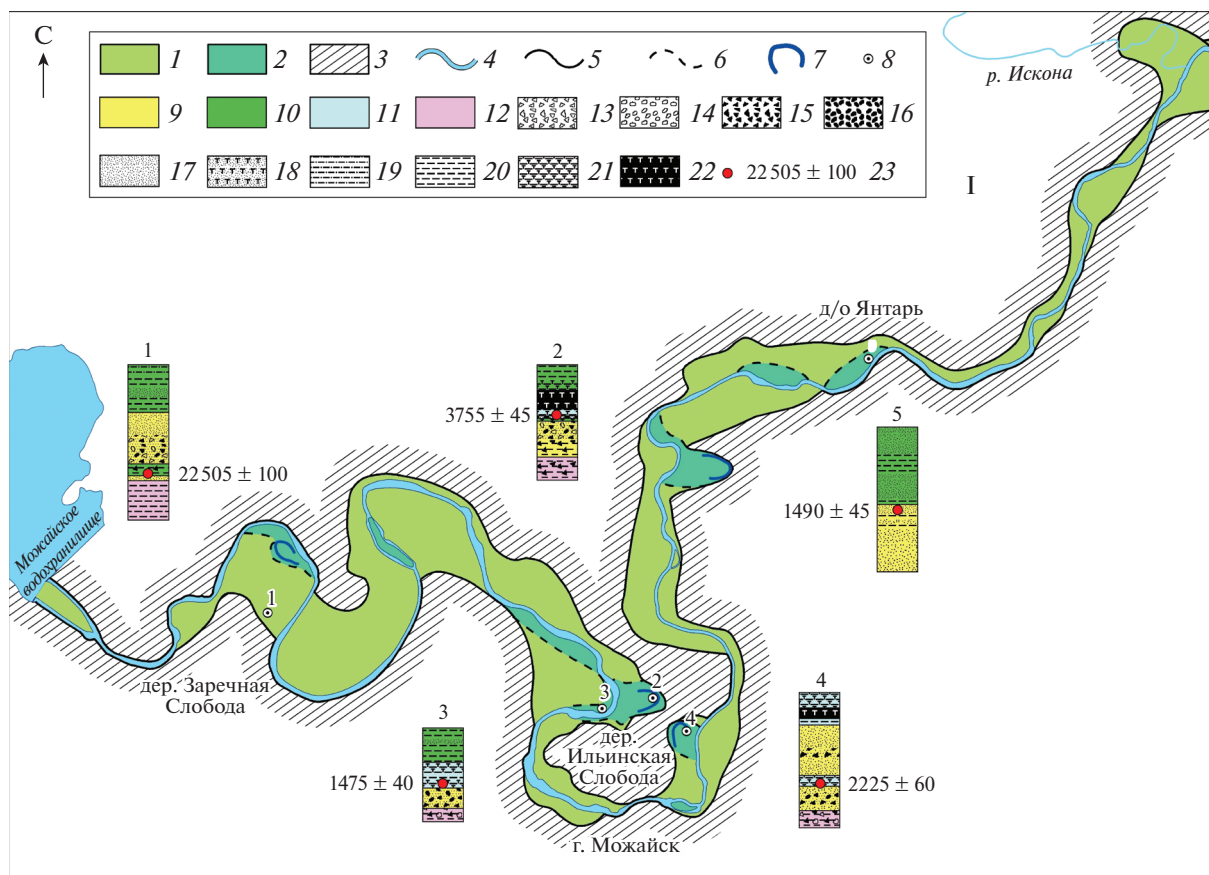 С
1
2
3
4
5
6
7
8
9
10
11
12
13
14
15
16
17
18
19
20
21
22
22 505 ± 100
23
р. Искона
I
д/о Янтарь
1
22 505 ± 100
2
3755 ± 45
5
1490 ± 45
Можайское
водохранилище
1
дер. Заречная
Слобода
3
2
4
дер.
Ильинская
Слобода
3
1475 ± 40
4
2225 ± 60
г. Можайск